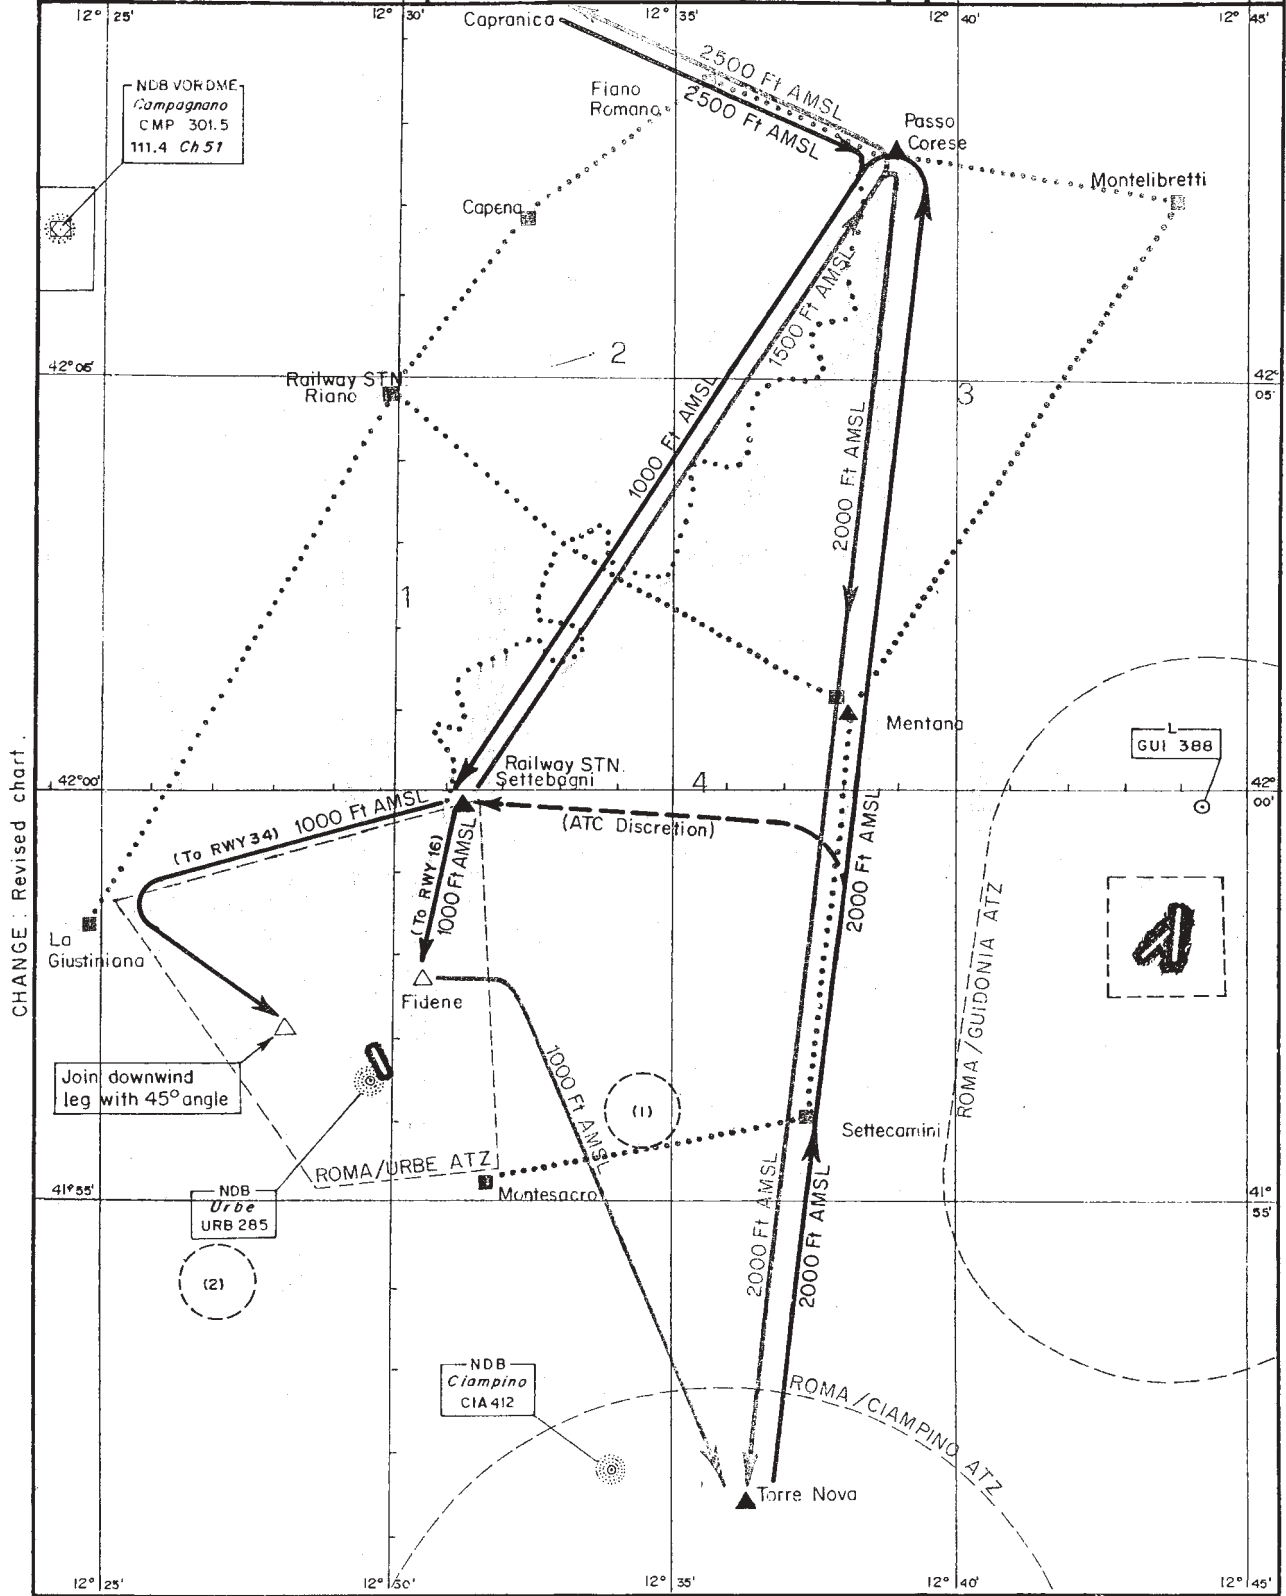 12° 25'
12° 30'
12° 35'
12° 40'
12° 45'
Capranica
2500 Ft AMSL
2500 Ft AMSL
NDB VORDME
Campagnano
CMP 301.5
111.4 Ch 51
Fiano
Romano
Passo
Corese
Montelibretti
Capena
1500 Ft AMSL
2
42° 05'
42°
05'
Railway STN
Riano
3
1000 Ft AMSL
2000 Ft AMSL
1
Mentana
L
GUI 388
CHANGE : Revised chart .
Railway STN.
Settebagni
42° 00'
4
42°
00'
1000 Ft AMSL
(To RWY 34)
(ATC Discretion)
(To RWY 16)
1000 Ft AMSL
2000 Ft AMSL
La
Giustiniana
Fidene
ROMA/GUIDONIA ATZ
Join downwind
leg with 45° angle
1000 Ft AMSL
(1)
Settecamini
ROMA/URBE ATZ
Montesacro
41° 55'
41°
55'
NDB
Urbe
URB 285
2000 Ft AMSL
2000 Ft AMSL
(2)
NDB
Ciampino
CIA 412
ROMA/CIAMPINO ATZ
Torre Nova
12° 25'
12° 30'
12° 35'
12° 40'
12° 45'